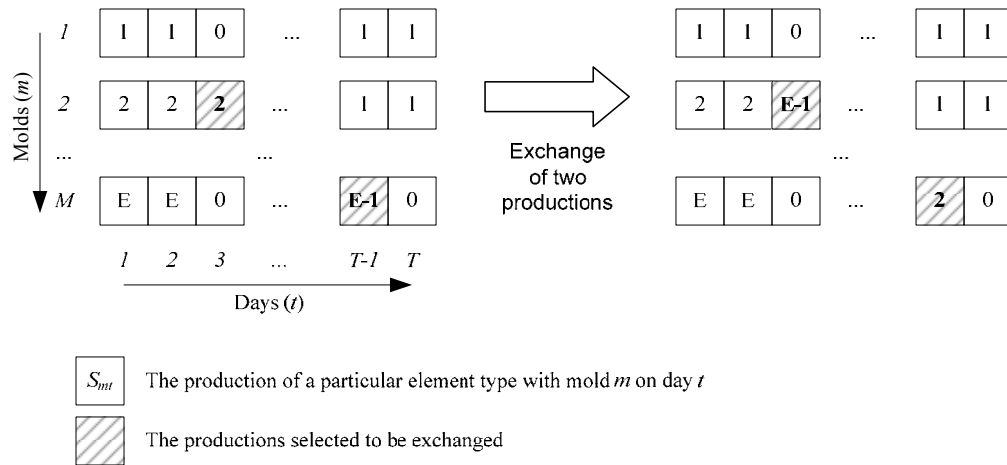 1 1 1 0 ... 1 1 1 1 0 ... 1 1
2 2 2 2 ... 1 1 2 2 E-1 ... 1 1
... ... ... ...
M E E 0 ... E-1 0 E E 0 ... 2 0
Molds (m)
Exchange
of two
productions
1 2 3 ... T-1 T
Days (t)
Smt The production of a particular element type with mold m on day t
The productions selected to be exchanged